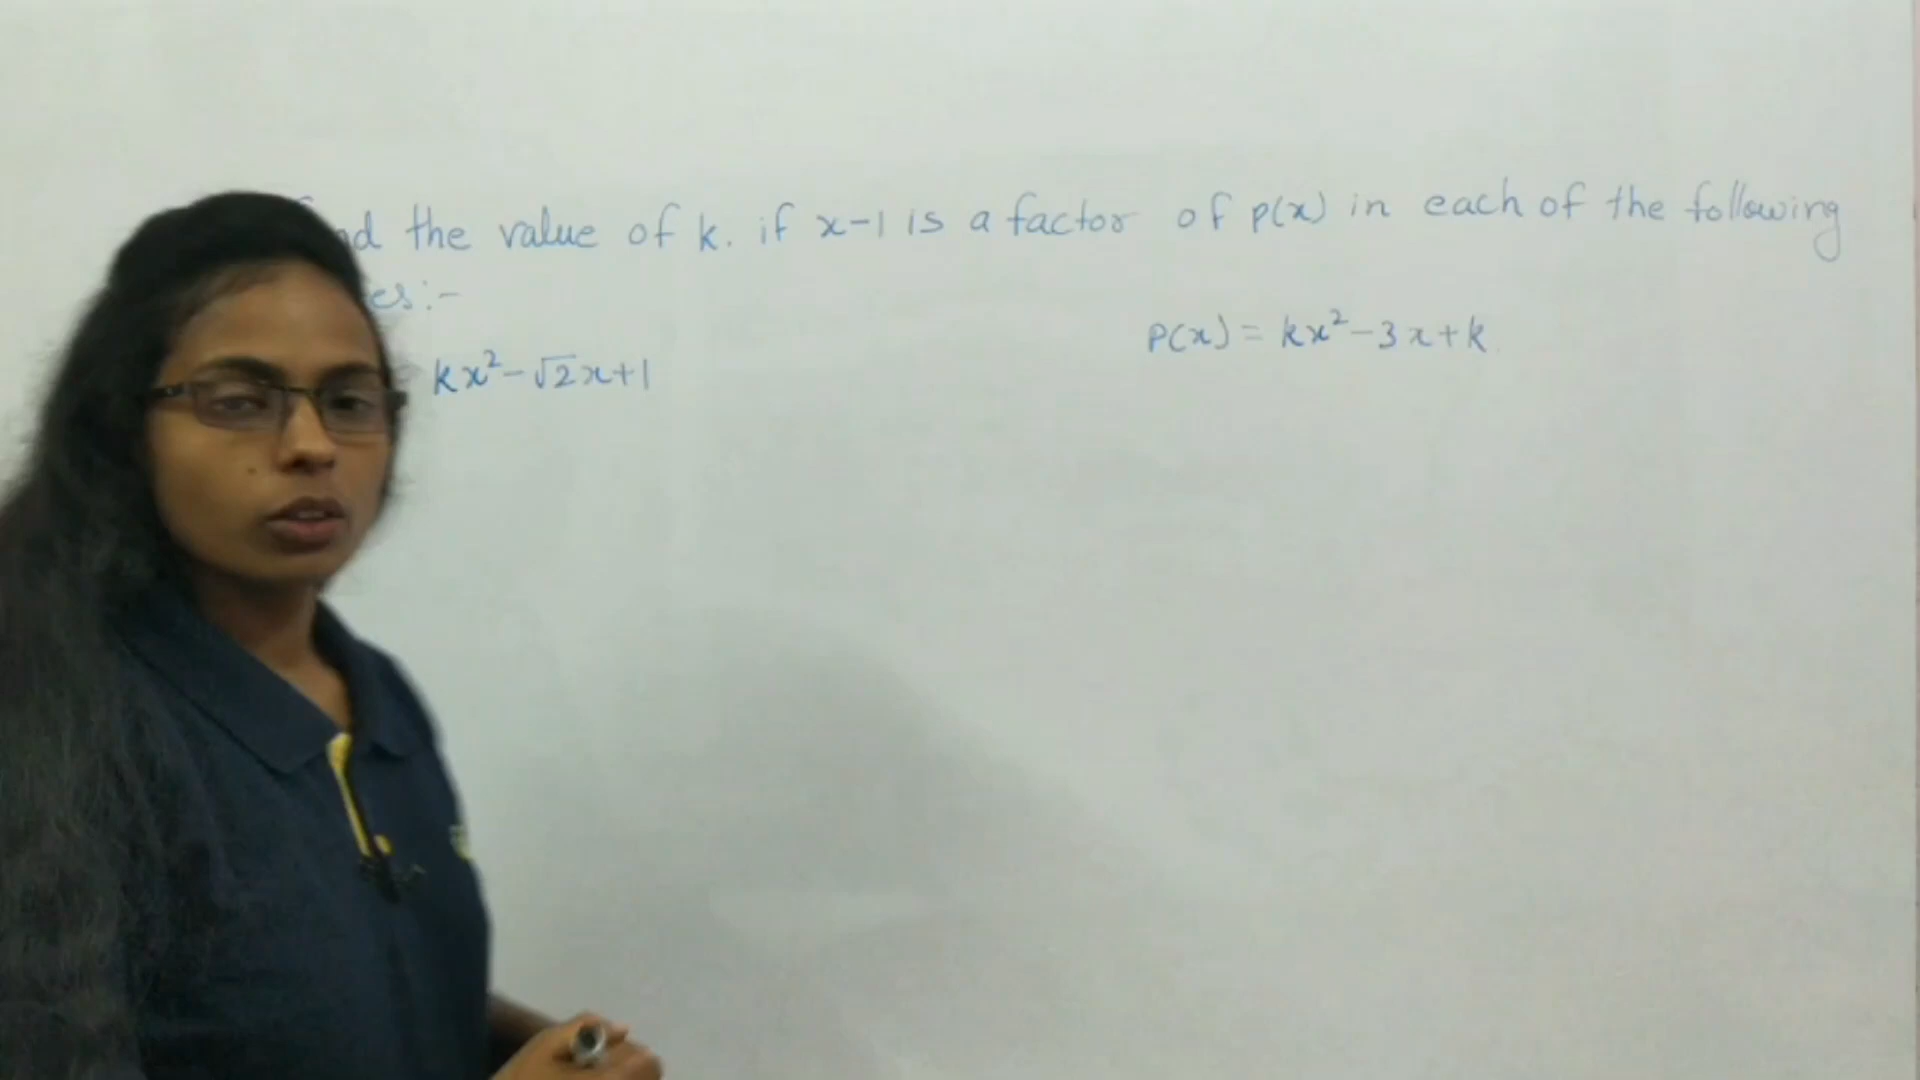 the value of k. if x-1 is a factor of p(x) in each of the following
:-
kx²-√2x+1
p(x) = kx²-3x+k